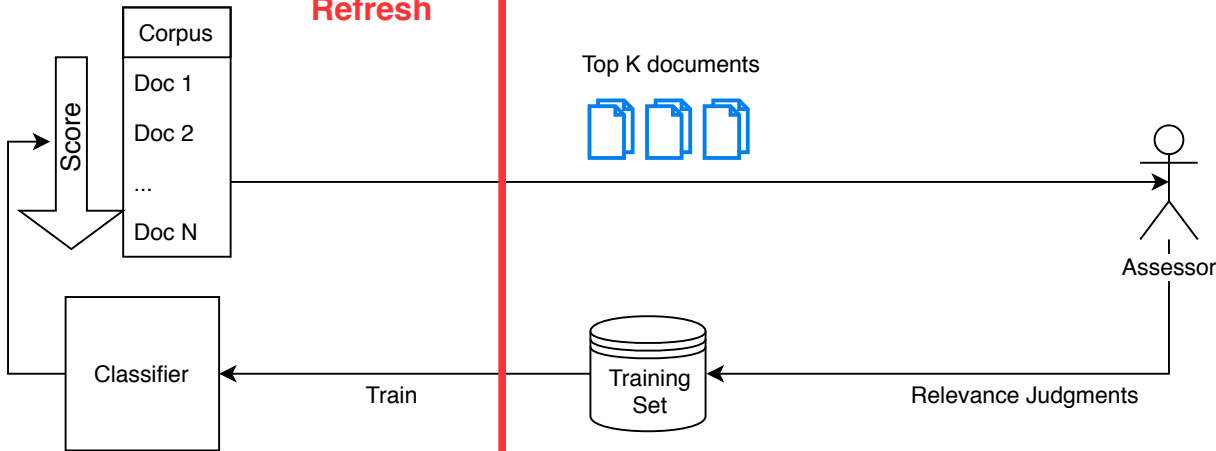 Refresh
Corpus
Doc 1
Doc 2
...
Doc N
Score
Top K documents
Assessor
Classifier
Train
Training
Set
Relevance Judgments